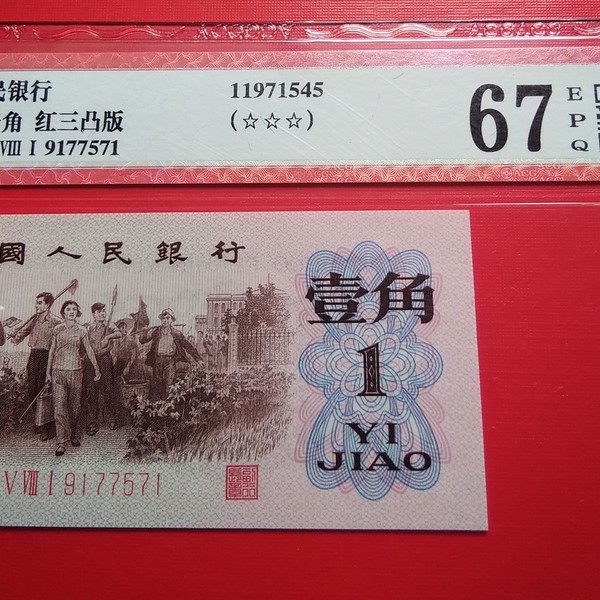 民银行
11971545
角 红三凸版
(☆☆☆)
VIII I 9177571
67
E
P
Q
國人民銀行
壹角
1
YI
JIAO
V VIII I 9177571